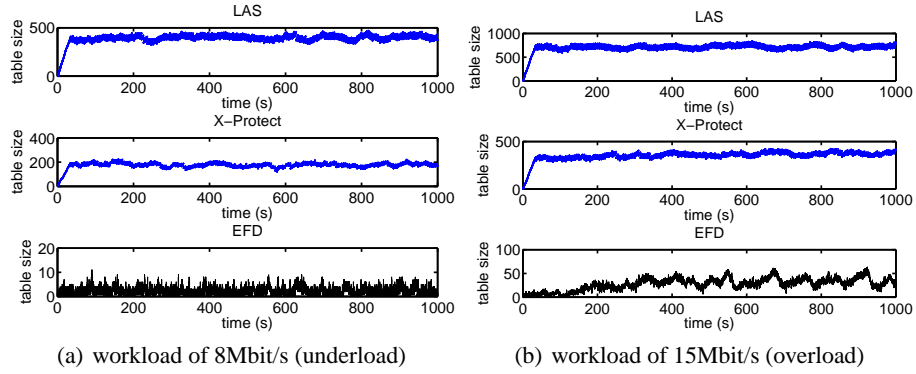 LAS
500
0
table size
0 200 400 600 800 1000
time (s)
X−Protect
400
200
0
table size
0 200 400 600 800 1000
time (s)
EFD
20
10
0
table size
0 200 400 600 800 1000
time (s)
(a) workload of 8Mbit/s (underload)
LAS
1000
500
0
table size
0 200 400 600 800 1000
time (s)
X−Protect
500
0
table size
0 200 400 600 800 1000
time (s)
EFD
100
50
0
table size
0 200 400 600 800 1000
time (s)
(b) workload of 15Mbit/s (overload)